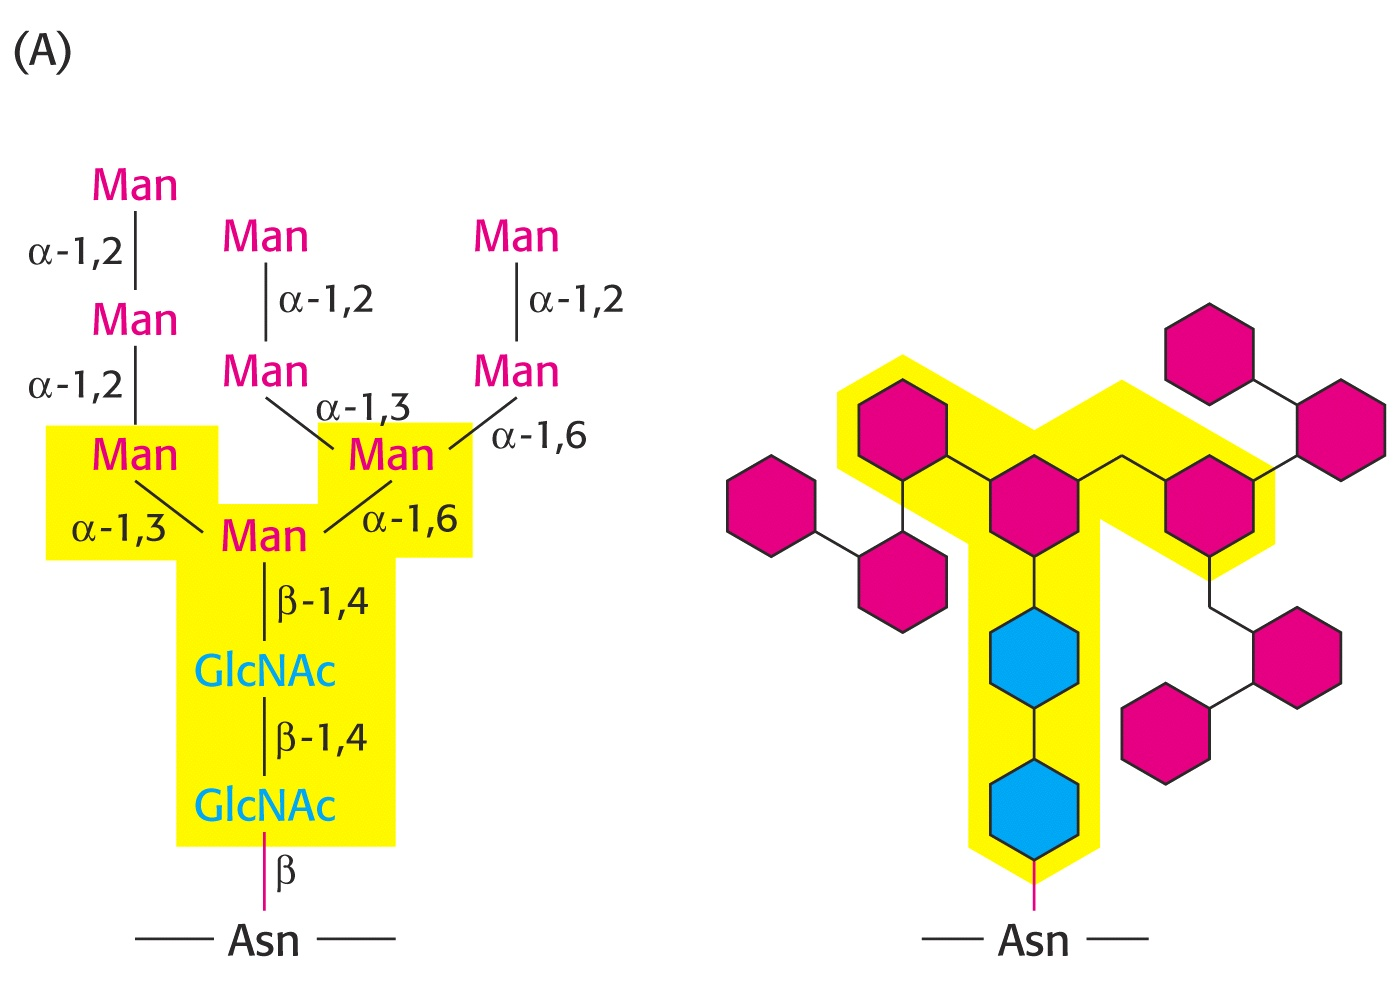 (A)
Man
α-1,2
Man
Man
Man
α-1,2
α-1,2
Man
α-1,2
Man
Man
α-1,3
α-1,6
Man
Man
α-1,3
α-1,6
Man
β-1,4
GlcNAc
β-1,4
GlcNAc
β
Asn
Asn